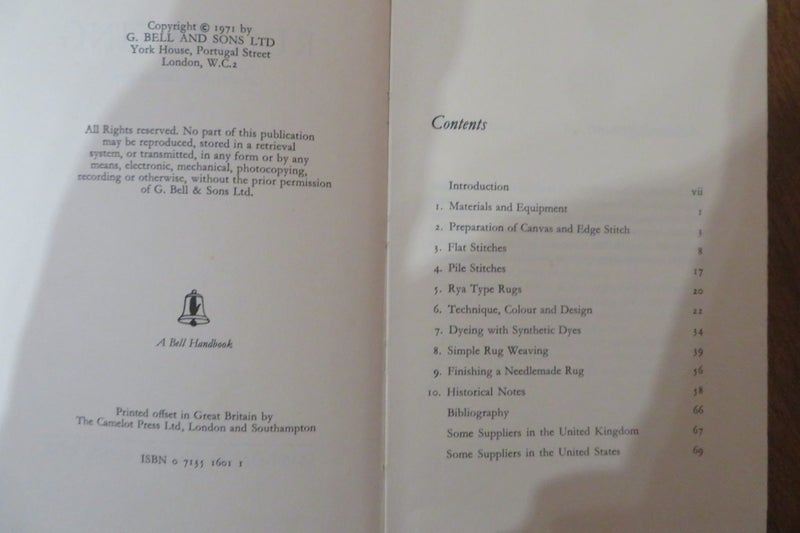 Copyright © 1971 by
G. BELL AND SONS LTD
York House, Portugal Street
London, W.C.2
All Rights reserved. No part of this publication
may be reproduced, stored in a retrieval
system, or transmitted, in any form or by any
means, electronic, mechanical, photocopying,
recording or otherwise, without the prior permission
of G. Bell & Sons Ltd.
A Bell Handbook
Printed offset in Great Britain by
The Camelot Press Ltd, London and Southampton
ISBN 0 7135 1601 1
Contents
Introduction vii
1. Materials and Equipment 1
2. Preparation of Canvas and Edge Stitch 3
3. Flat Stitches 8
4. Pile Stitches 17
5. Rya Type Rugs 20
6. Technique, Colour and Design 22
7. Dyeing with Synthetic Dyes 34
8. Simple Rug Weaving 39
9. Finishing a Needlemade Rug 56
10. Historical Notes 58
Bibliography 66
Some Suppliers in the United Kingdom 67
Some Suppliers in the United States 69